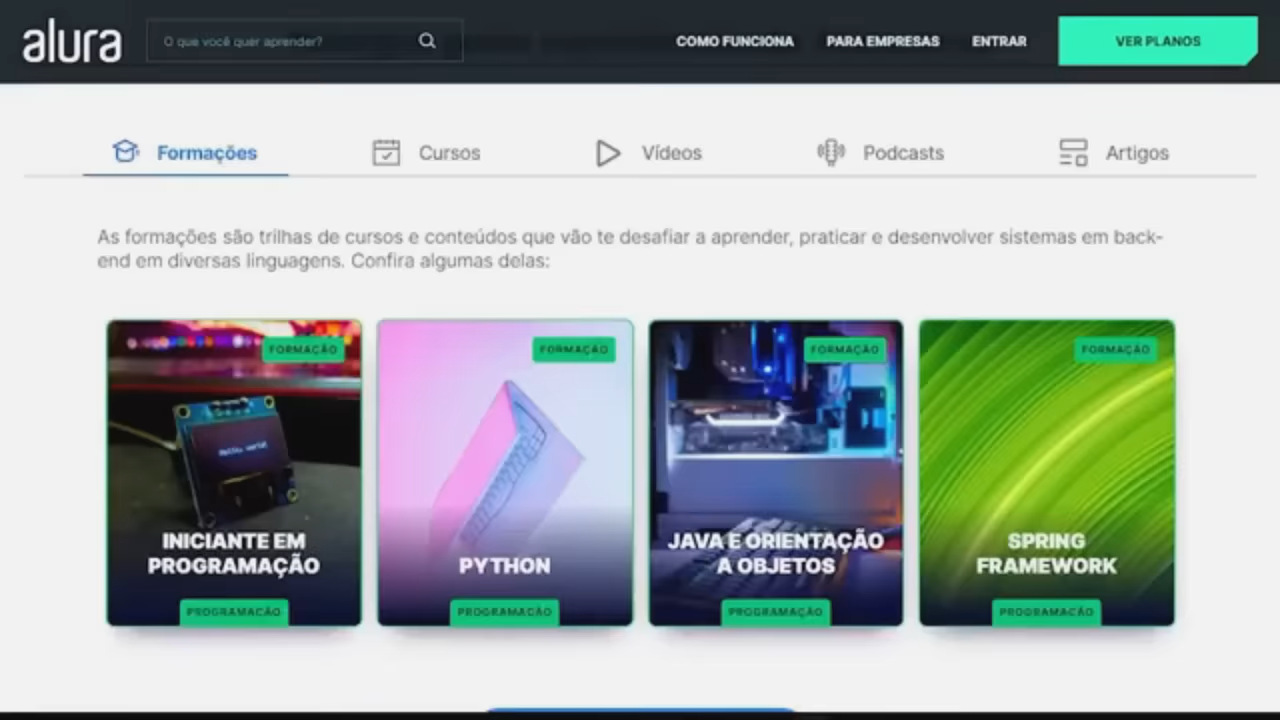 alura
O que você quer aprender?
COMO FUNCIONA
PARA EMPRESAS
ENTRAR
VER PLANOS
Formações
Cursos
Vídeos
Podcasts
Artigos
As formações são trilhas de cursos e conteúdos que vão te desafiar a aprender, praticar e desenvolver sistemas em back-
end em diversas linguagens. Confira algumas delas:
FORMAÇÃO
INICIANTE EM
PROGRAMAÇÃO
PROGRAMAÇÃO
FORMAÇÃO
PYTHON
PROGRAMAÇÃO
FORMAÇÃO
JAVA E ORIENTAÇÃO
A OBJETOS
PROGRAMAÇÃO
FORMAÇÃO
SPRING
FRAMEWORK
PROGRAMAÇÃO